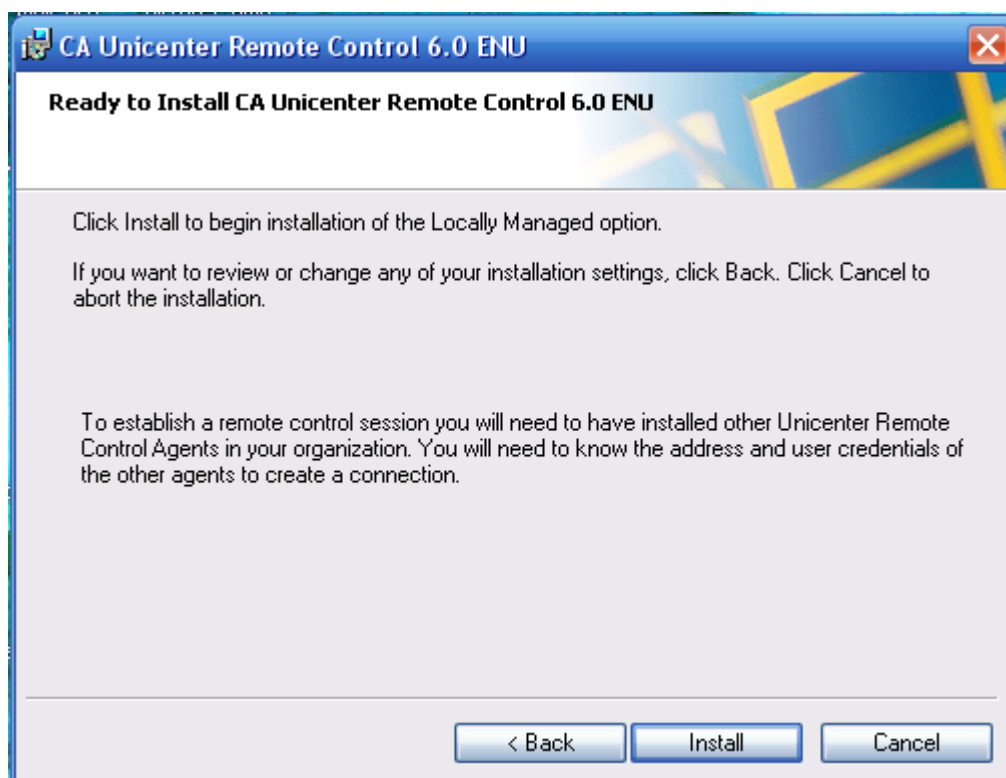 CA Unicenter Remote Control 6.0 ENU
Ready to Install CA Unicenter Remote Control 6.0 ENU
Click Install to begin installation of the Locally Managed option.
If you want to review or change any of your installation settings, click Back. Click Cancel to
abort the installation.
To establish a remote control session you will need to have installed other Unicenter Remote
Control Agents in your organization. You will need to know the address and user credentials of
the other agents to create a connection.
< Back
Install
Cancel